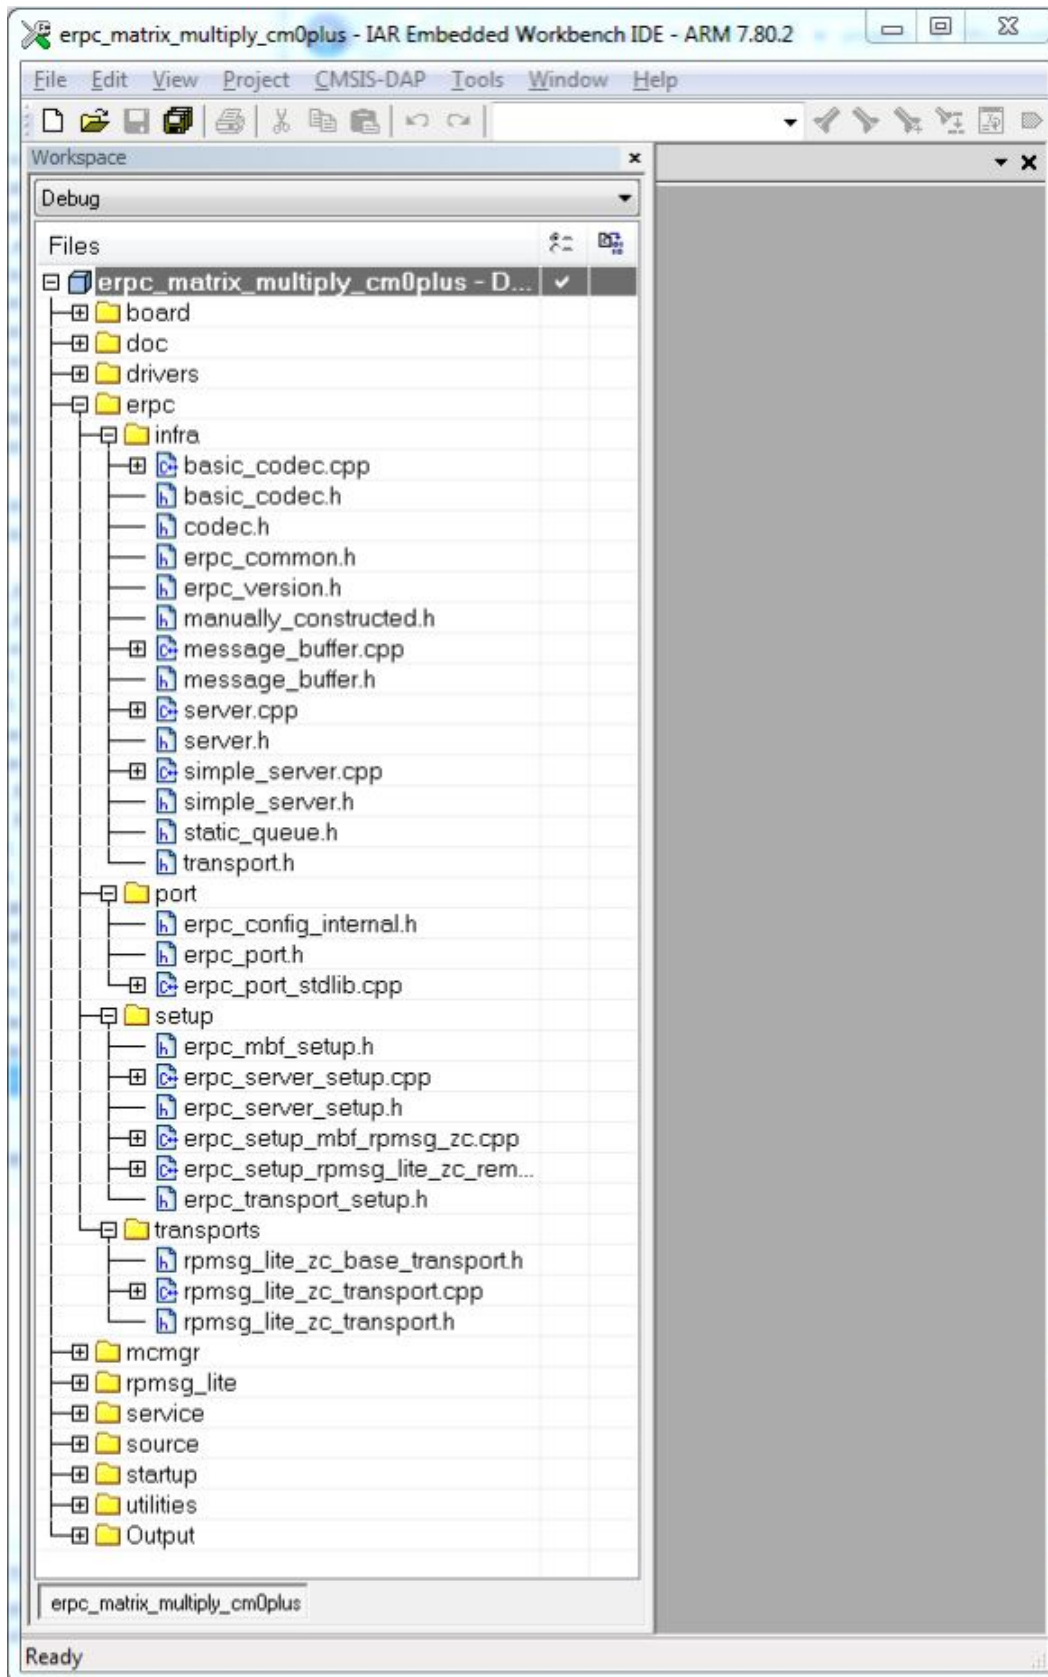 erpc_matrix_multiply_cm0plus - IAR Embedded Workbench IDE - ARM 7.80.2
File Edit View Project CMSIS-DAP Tools Window Help
Workspace
Debug
Files
erpc_matrix_multiply_cm0plus - D...
board
doc
drivers
erpc
infra
basic_codec.cpp
basic_codec.h
codec.h
erpc_common.h
erpc_version.h
manually_constructed.h
message_buffer.cpp
message_buffer.h
server.cpp
server.h
simple_server.cpp
simple_server.h
static_queue.h
transport.h
port
erpc_config_internal.h
erpc_port.h
erpc_port_stdlib.cpp
setup
erpc_mbf_setup.h
erpc_server_setup.cpp
erpc_server_setup.h
erpc_setup_mbf_rpmsg_zc.cpp
erpc_setup_rpmsg_lite_zc_rem...
erpc_transport_setup.h
transports
rpmsg_lite_zc_base_transport.h
rpmsg_lite_zc_transport.cpp
rpmsg_lite_zc_transport.h
mcmgr
rpmsg_lite
service
source
startup
utilities
Output
erpc_matrix_multiply_cm0plus
Ready